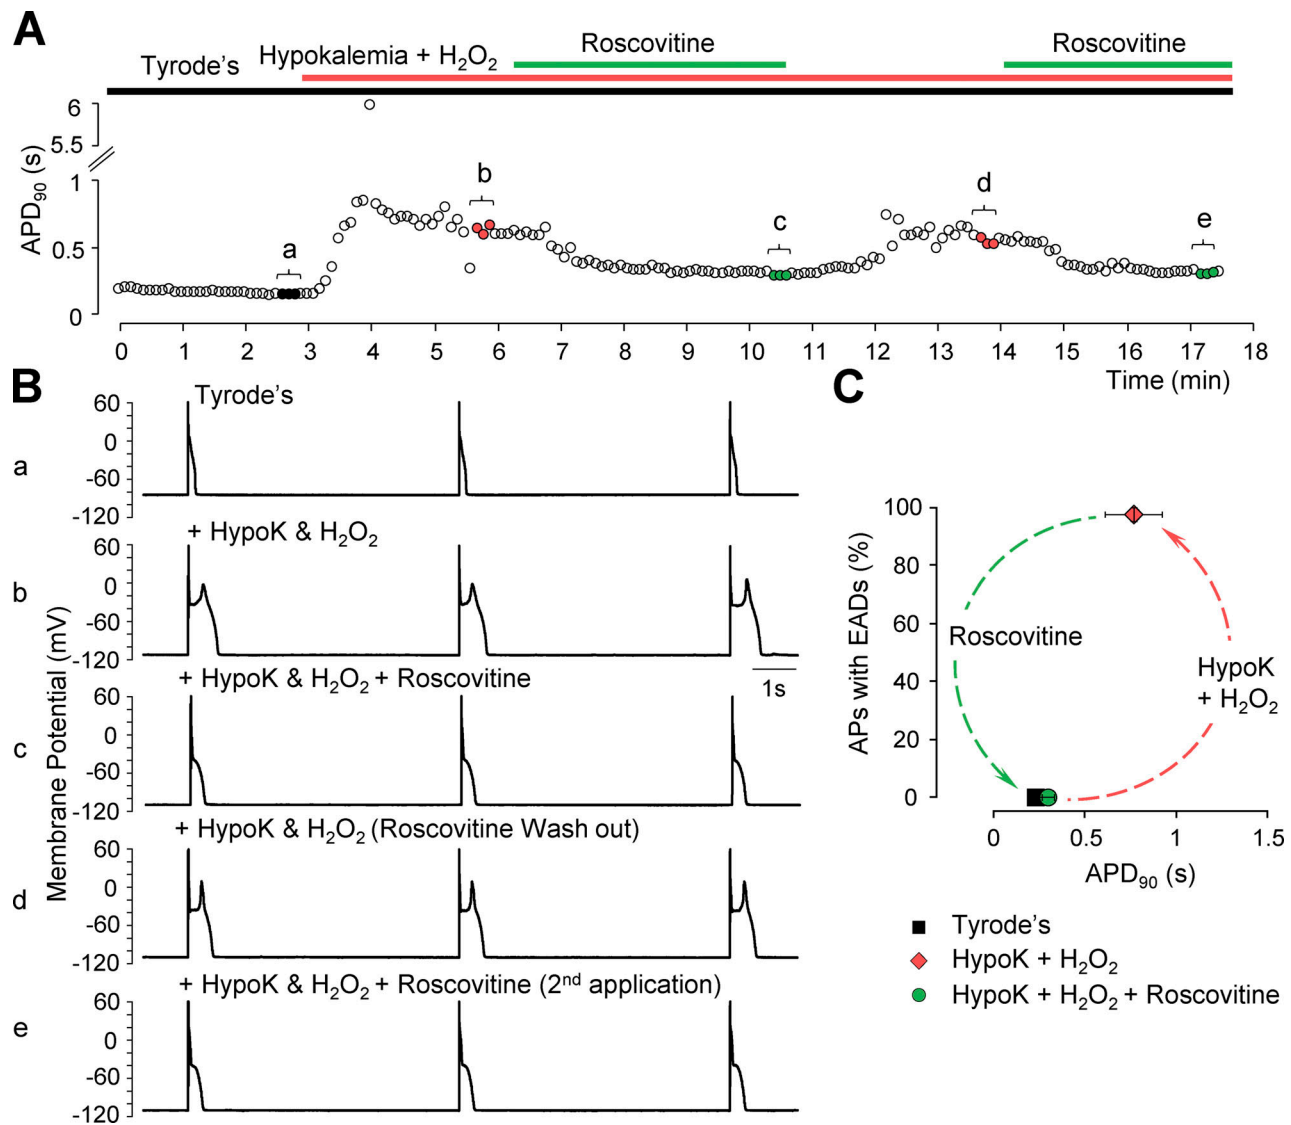 A
Tyrode's
Hypokalemia + H₂O₂
Roscovitine
Roscovitine
APD₉₀ (s)
6
5.5
1
0.5
0
a
b
c
d
e
0 1 2 3 4 5 6 7 8 9 10 11 12 13 14 15 16 17 18
Time (min)
B
Membrane Potential (mV)
Tyrode's
a
60
0
-60
-120
+ HypoK & H₂O₂
b
60
0
-60
-120
1s
+ HypoK & H₂O₂ + Roscovitine
c
60
0
-60
-120
+ HypoK & H₂O₂ (Roscovitine Wash out)
d
60
0
-60
-120
+ HypoK & H₂O₂ + Roscovitine (2nd application)
e
60
0
-60
-120
C
APs with EADs (%)
100
80
60
40
20
0
Roscovitine
HypoK
+ H₂O₂
0 0.5 1 1.5
APD₉₀ (s)
Tyrode's
HypoK + H₂O₂
HypoK + H₂O₂ + Roscovitine